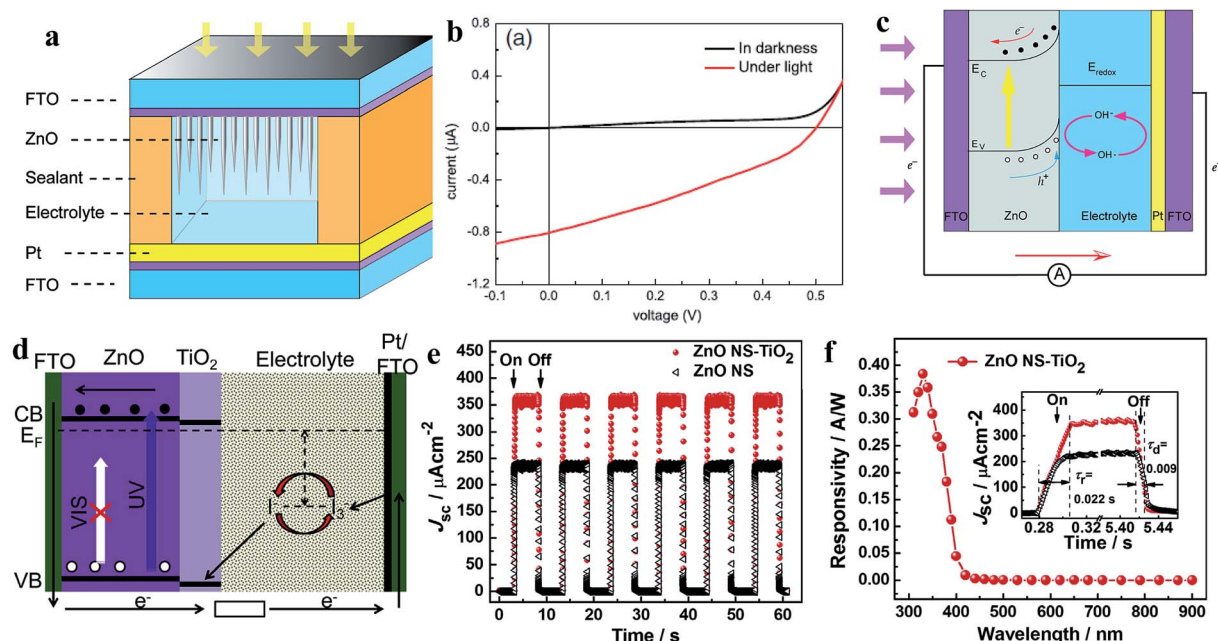 a
FTO
ZnO
Sealant
Electrolyte
Pt
FTO
b
(a)
In darkness
Under light
current (μA)
0.8
0.4
0.0
-0.4
-0.8
-1.2
-0.1 0.0 0.1 0.2 0.3 0.4 0.5
voltage (V)
c
e⁻
E_C
E_redox
OH⁻
OH-
E_V
h⁺
e⁻
e
FTO ZnO Electrolyte Pt FTO
A
d
FTO ZnO TiO₂ Electrolyte Pt/
FTO
CB
E_F
VIS
UV
I
3
VB
e⁻ e⁻
e
On Off
ZnO NS-TiO₂
ZnO NS
J_sc / μAcm⁻²
450
400
350
300
250
200
150
100
50
0
0 10 20 30 40 50 60
Time / s
f
ZnO NS-TiO₂
Responsivity / A/W
0.40
0.35
0.30
0.25
0.20
0.15
0.10
0.05
0.00
300 400 500 600 700 800 900
Wavelength / nm
On Off
J_sc / μAcm⁻²
400
300
200
100
0
τ_d=
0.009
τ_r=
0.022 s
0.28 0.32 5.40 5.44
Time / s